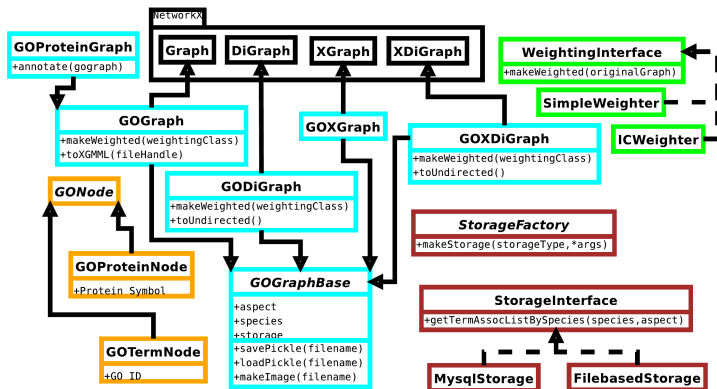 NetworkX
Graph
DiGraph
XGraph
XDiGraph
GOProteinGraph
+annotate(gograph)
WeightingInterface
+makeWeighted(originalGraph)
SimpleWeighter
ICWeighter
GOGraph
+makeWeighted(weightingClass)
+toXGMML(fileHandle)
GOXGraph
GOXDiGraph
+makeWeighted(weightingClass)
+toUndirected()
GODiGraph
+makeWeighted(weightingClass)
+toUndirected()
GONode
GOProteinNode
+Protein Symbol
GOTermNode
+GO ID
GOGraphBase
+aspect
+species
+storage
+savePickle(filename)
+loadPickle(filename)
+makeImage(filename)
StorageFactory
+makeStorage(storageType,*args)
StorageInterface
+getTermAssocListBySpecies(species,aspect)
MysqlStorage
FilebasedStorage